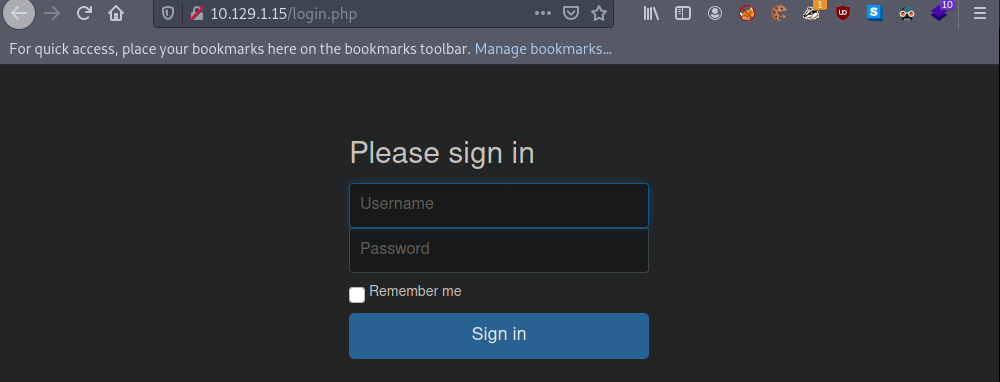 10.129.1.15/login.php
1
10
For quick access, place your bookmarks here on the bookmarks toolbar. Manage bookmarks...
Please sign in
Username
Password
Remember me
Sign in